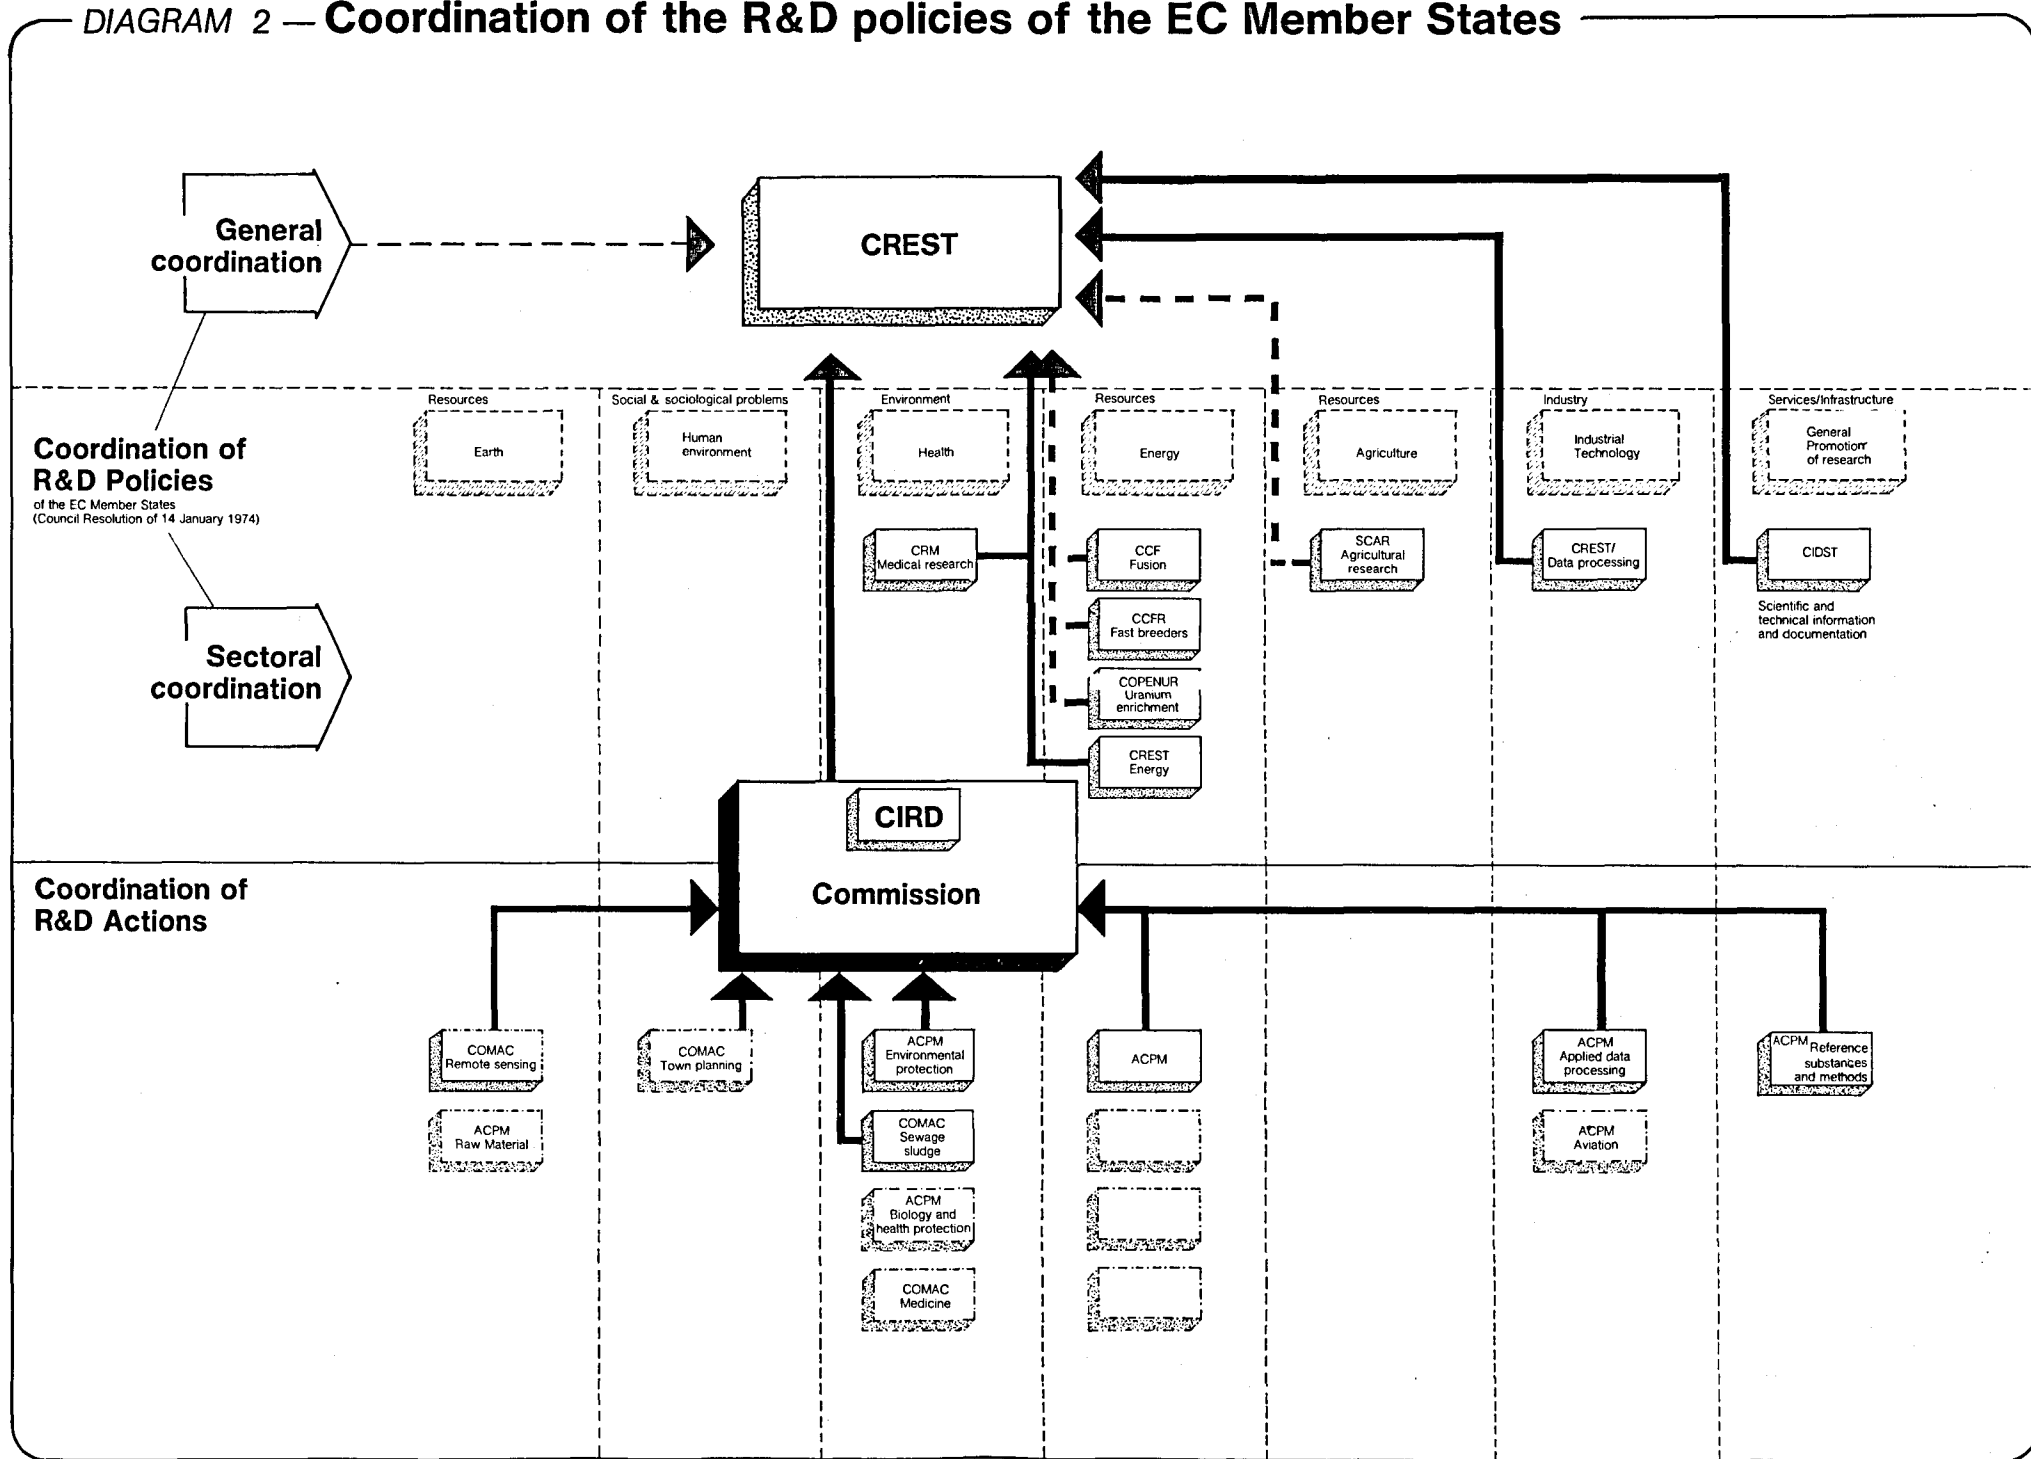 DIAGRAM 2 — Coordination of the R&D policies of the EC Member States
General
coordination
CREST
Coordination of
R&D Policies
of the EC Member States
(Council Resolution of 14 January 1974)
Sectoral
coordination
Resources
Earth
Social & sociological problems
Human
environment
Environment
Health
Resources
Energy
Resources
Agriculture
Industry
Industrial
Technology
Services/Infrastructure
General
Promotion
of research
CRM
Medical research
CCF
Fusion
CCFR
Fast breeders
COPENUR
Uranium
enrichment
CREST
Energy
SCAR
Agricultural
research
CREST/
Data processing
CIDST
Scientific and
technical information
and documentation
CIRD
Commission
Coordination of
R&D Actions
COMAC
Remote sensing
ACPM
Raw Material
COMAC
Town planning
ACPM
Environmental
protection
COMAC
Sewage
sludge
ACPM
Biology and
health protection
COMAC
Medicine
ACPM
ACPM
Applied data
processing
ACPM
Aviation
ACPM Reference
substances
and methods